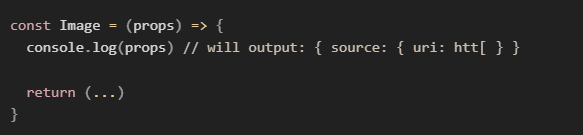 const Image = (props) => {
  console.log(props) // will output: { source: { uri: htt[ } }
  return (...)
}